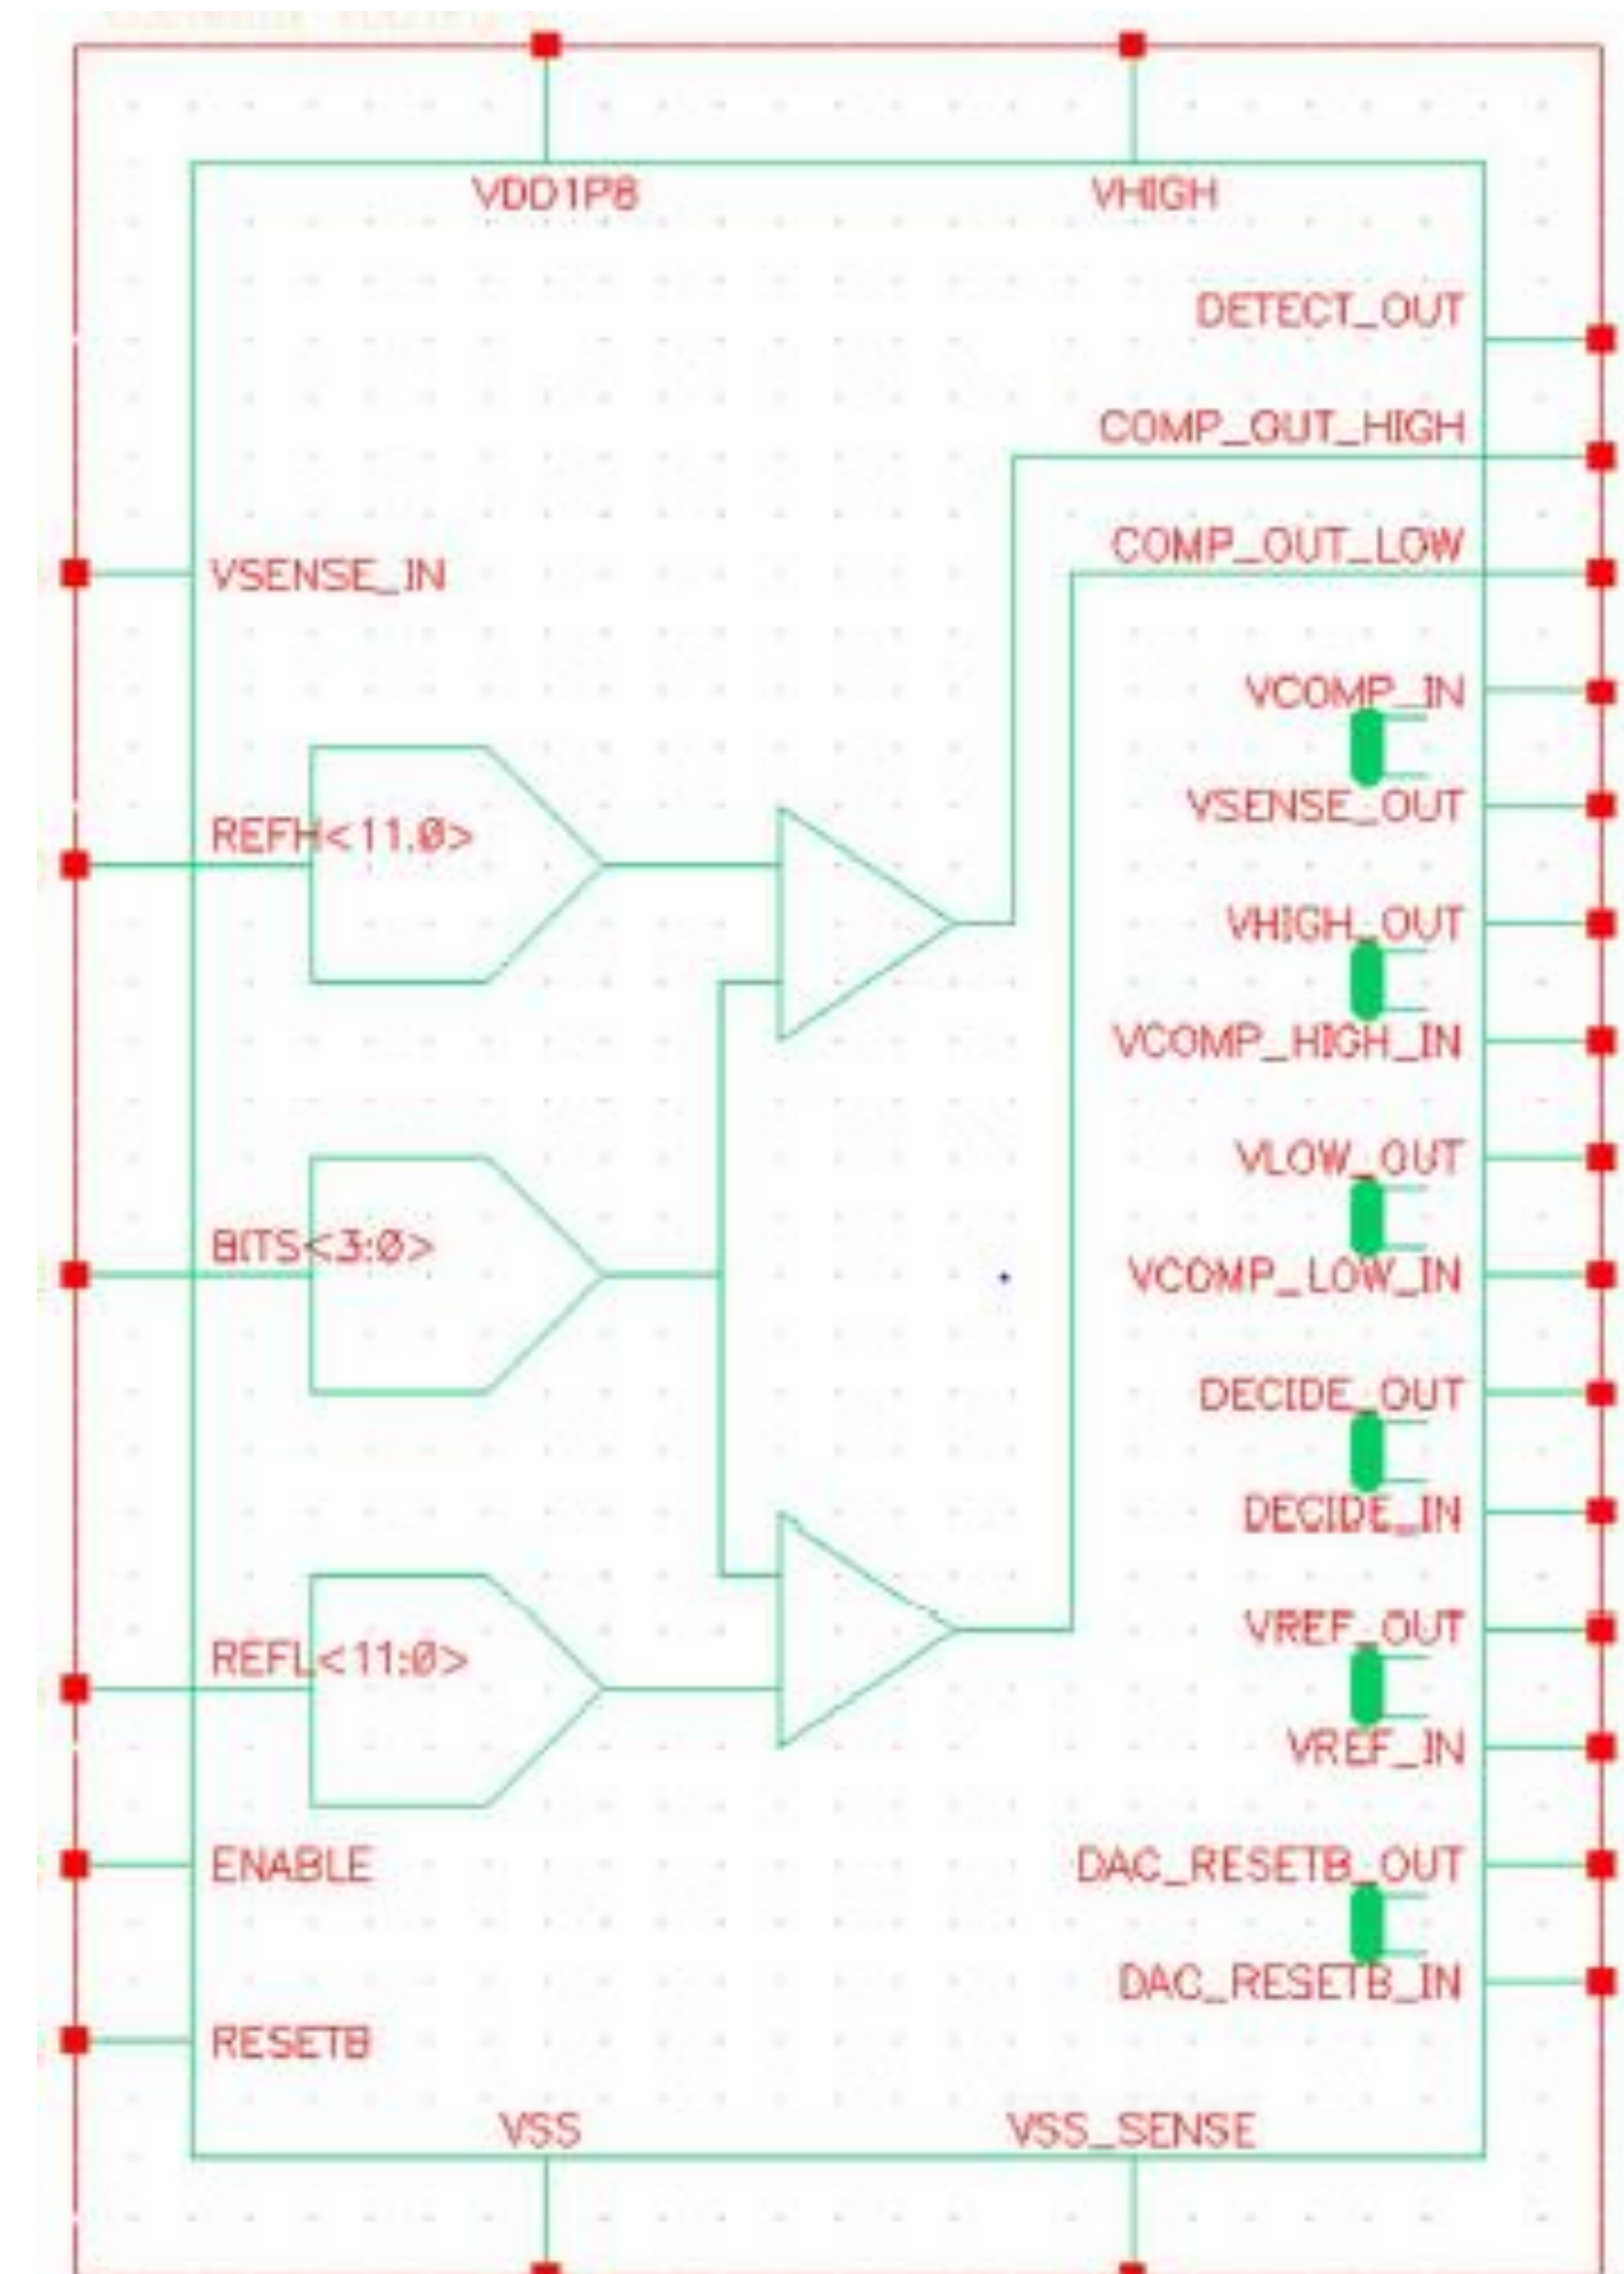 VDD1P8 VHIGH
DETECT_OUT
COMP_OUT_HIGH
COMP_OUT_LOW
VSENSE_IN
VCOMP_IN
VSENSE_OUT
REFH<11:0>
VHIGH_OUT
VCOMP_HIGH_IN
VLOW_OUT
BITS<3:0>
VCOMP_LOW_IN
DECIDE_OUT
DECIDE_IN
VREF_OUT
REFL<11:0>
VREF_IN
ENABLE
DAC_RESETB_OUT
DAC_RESETB_IN
RESETB
VSS VSS_SENSE